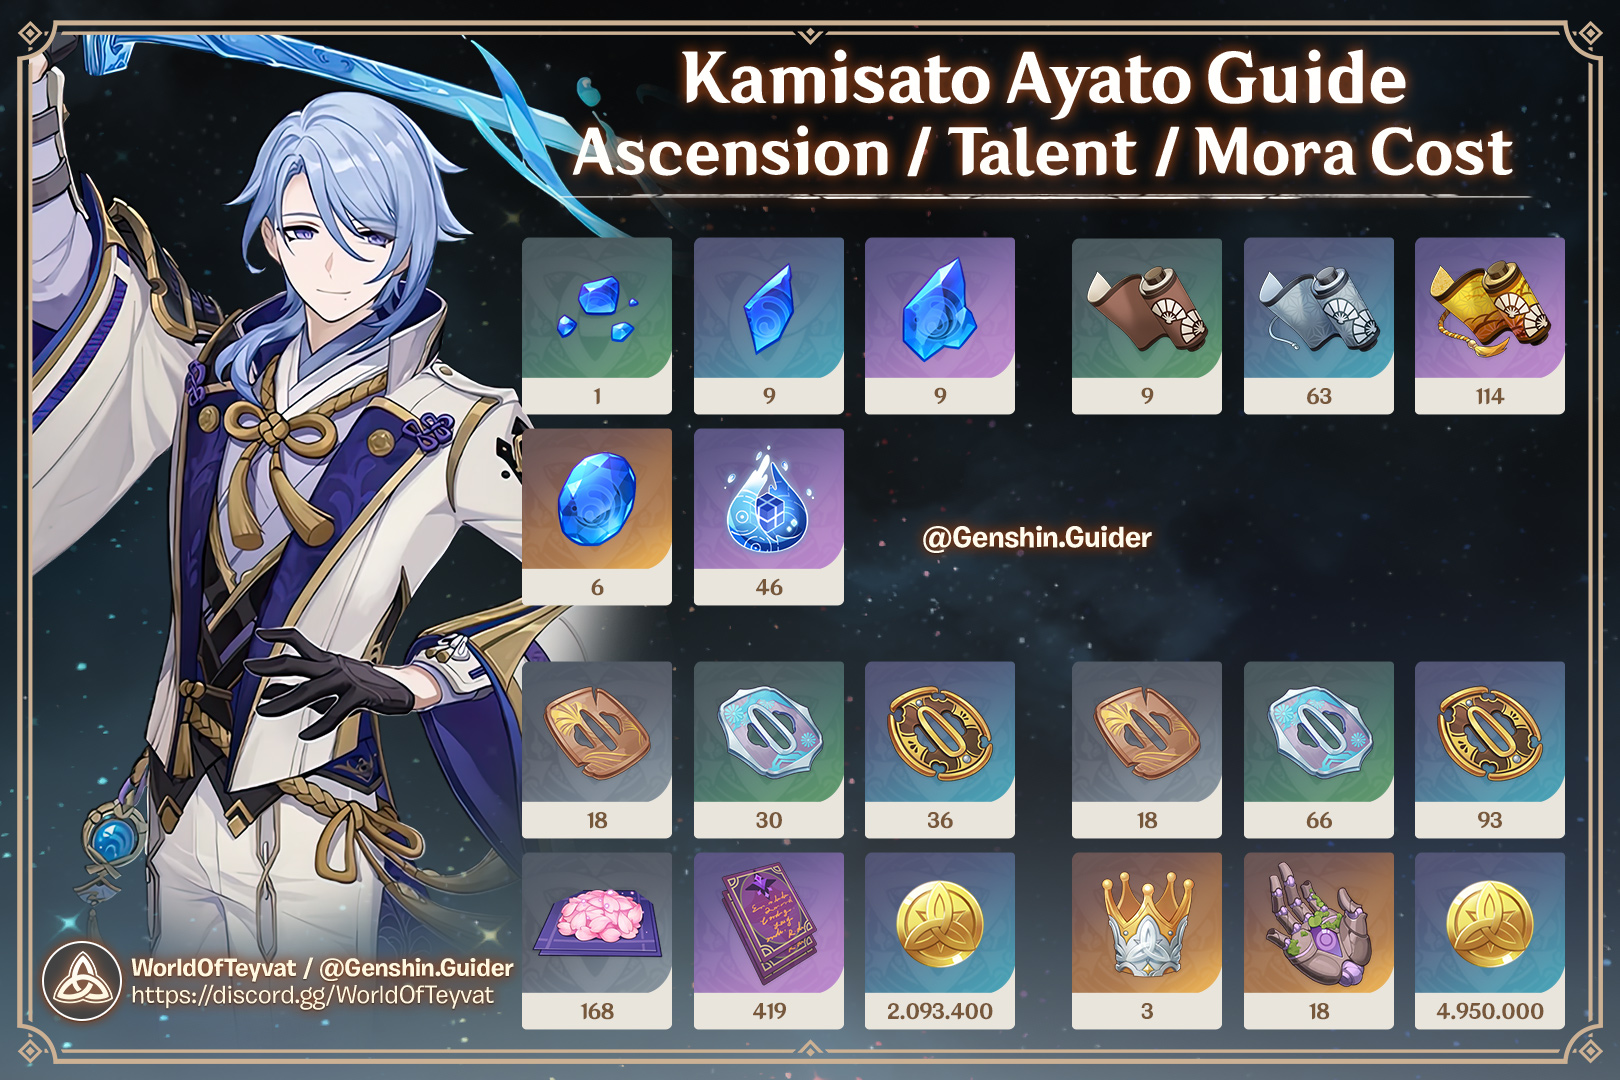 Kamisato Ayato Guide
Ascension / Talent / Mora Cost
1 9 9 9 63 114
6 46
@Genshin.Guider
18 30 36 18 66 93
168 419 2.093.400 3 18 4.950.000
WorldOfTeyvat / @Genshin.Guider
https://discord.gg/WorldOfTeyvat